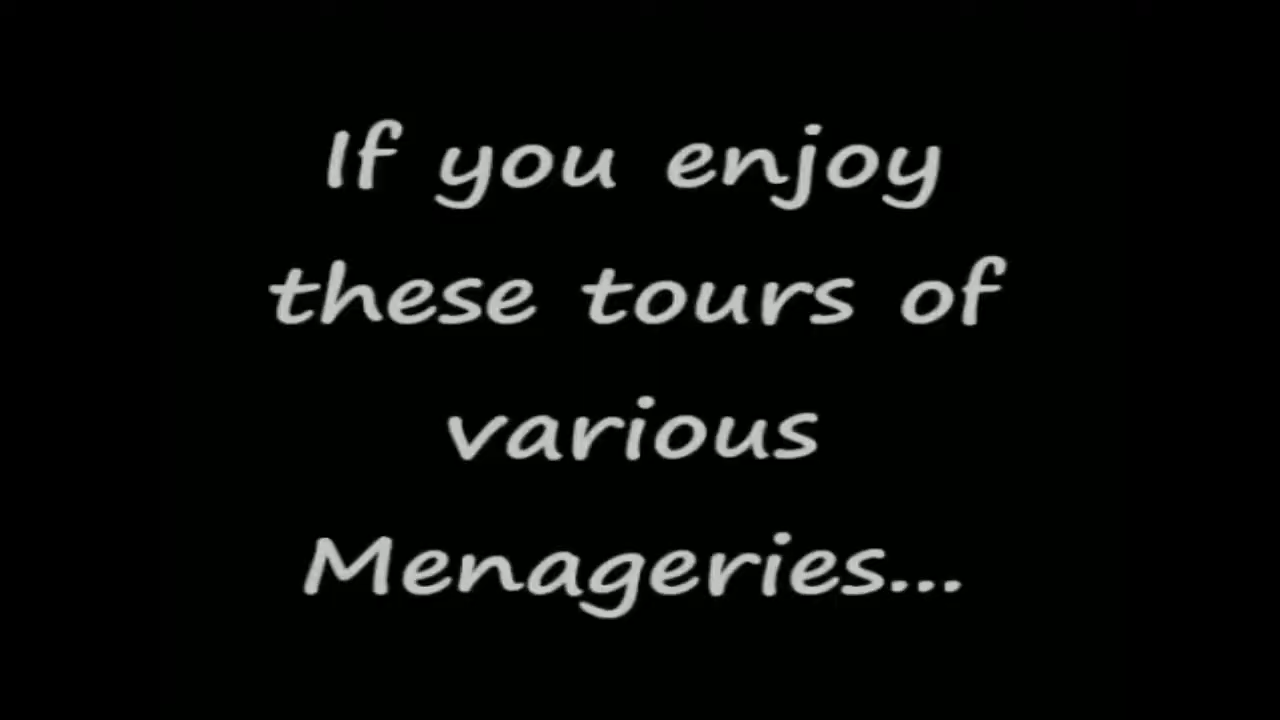 If you enjoy
these tours of
various
Menageries...